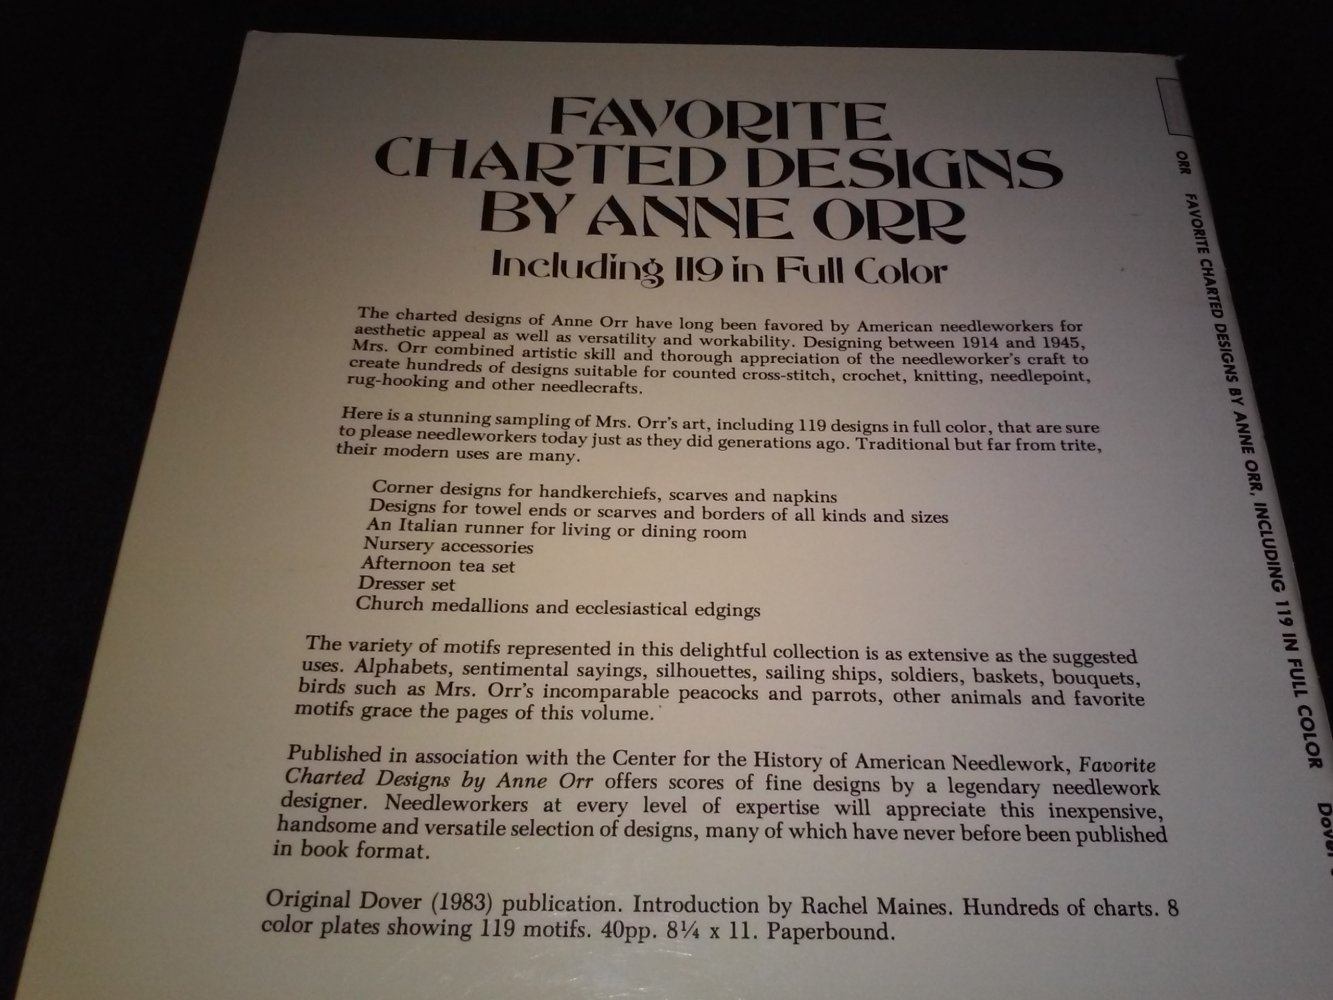 FAVORITE
CHARTED DESIGNS
BY ANNE ORR
Including 119 in Full Color
The charted designs of Anne Orr have long been favored by American needleworkers for
aesthetic appeal as well as versatility and workability. Designing between 1914 and 1945,
Mrs. Orr combined artistic skill and thorough appreciation of the needleworker's craft to
create hundreds of designs suitable for counted cross-stitch, crochet, knitting, needlepoint,
rug-hooking and other needlecrafts.
Here is a stunning sampling of Mrs. Orr's art, including 119 designs in full color, that are sure
to please needleworkers today just as they did generations ago. Traditional but far from trite,
their modern uses are many.
Corner designs for handkerchiefs, scarves and napkins
Designs for towel ends or scarves and borders of all kinds and sizes
An Italian runner for living or dining room
Nursery accessories
Afternoon tea set
Dresser set
Church medallions and ecclesiastical edgings
The variety of motifs represented in this delightful collection is as extensive as the suggested
uses. Alphabets, sentimental sayings, silhouettes, sailing ships, soldiers, baskets, bouquets,
birds such as Mrs. Orr's incomparable peacocks and parrots, other animals and favorite
motifs grace the pages of this volume.
Published in association with the Center for the History of American Needlework, Favorite
Charted Designs by Anne Orr offers scores of fine designs by a legendary needlework
designer. Needleworkers at every level of expertise will appreciate this inexpensive,
handsome and versatile selection of designs, many of which have never before been published
in book format.
Original Dover (1983) publication. Introduction by Rachel Maines. Hundreds of charts. 8
color plates showing 119 motifs. 40pp. 8¼ x 11. Paperbound.
ORR FAVORITE CHARTED DESIGNS BY ANNE ORR, INCLUDING 119 IN FULL COLOR